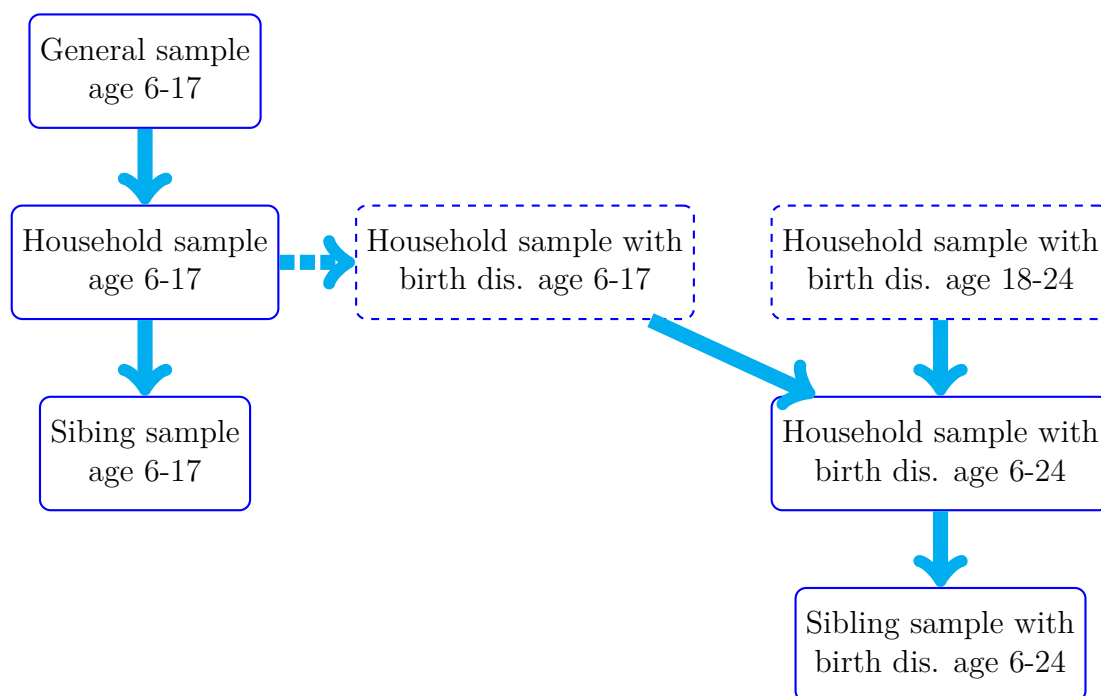 General sample
age 6-17
Household sample
age 6-17
Household sample with
birth dis. age 6-17
Household sample with
birth dis. age 18-24
Sibing sample
age 6-17
Household sample with
birth dis. age 6-24
Sibling sample with
birth dis. age 6-24